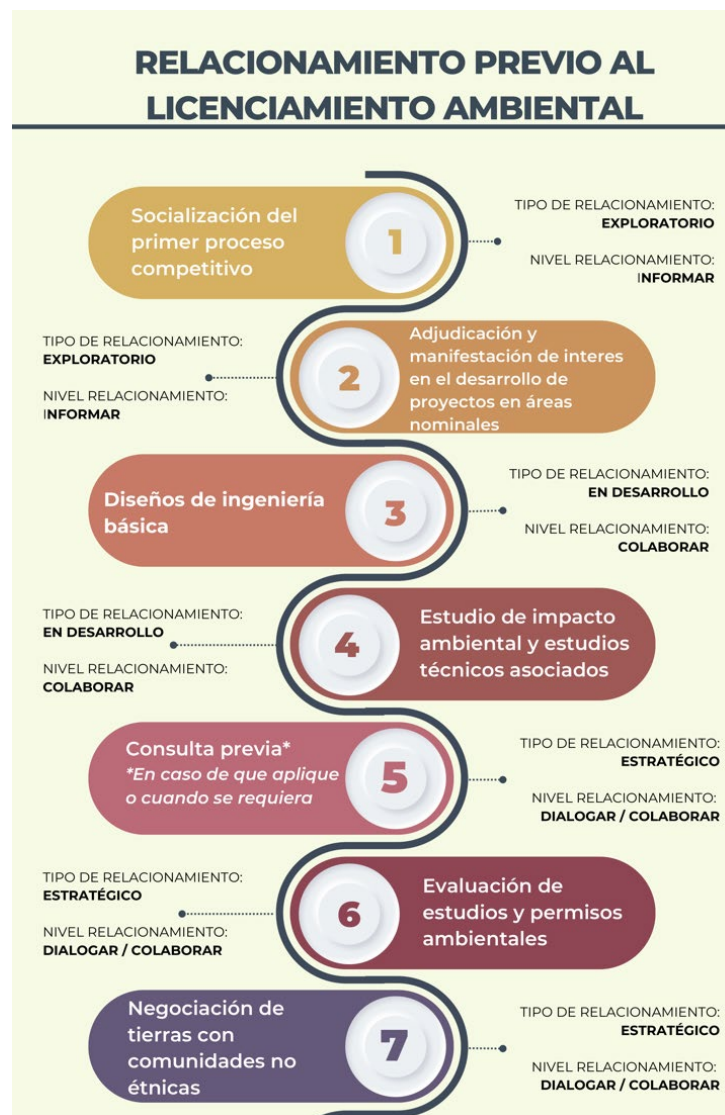 RELACIONAMIENTO PREVIO AL
LICENCIAMIENTO AMBIENTAL
Socialización del
primer proceso
competitivo
1
TIPO DE RELACIONAMIENTO:
EXPLORATORIO
NIVEL RELACIONAMIENTO:
INFORMAR
TIPO DE RELACIONAMIENTO:
EXPLORATORIO
NIVEL RELACIONAMIENTO:
INFORMAR
2
Adjudicación y
manifestación de interes
en el desarrollo de
proyectos en áreas
nominales
Diseños de ingeniería
básica
3
TIPO DE RELACIONAMIENTO:
EN DESARROLLO
NIVEL RELACIONAMIENTO:
COLABORAR
TIPO DE RELACIONAMIENTO:
EN DESARROLLO
NIVEL RELACIONAMIENTO:
COLABORAR
4
Estudio de impacto
ambiental y estudios
técnicos asociados
Consulta previa*
*En caso de que aplique
o cuando se requiera
5
TIPO DE RELACIONAMIENTO:
ESTRATÉGICO
NIVEL RELACIONAMIENTO:
DIALOGAR / COLABORAR
TIPO DE RELACIONAMIENTO:
ESTRATÉGICO
NIVEL RELACIONAMIENTO:
DIALOGAR / COLABORAR
6
Evaluación de
estudios y permisos
ambientales
Negociación de
tierras con
comunidades no
étnicas
7
TIPO DE RELACIONAMIENTO:
ESTRATÉGICO
NIVEL RELACIONAMIENTO:
DIALOGAR / COLABORAR